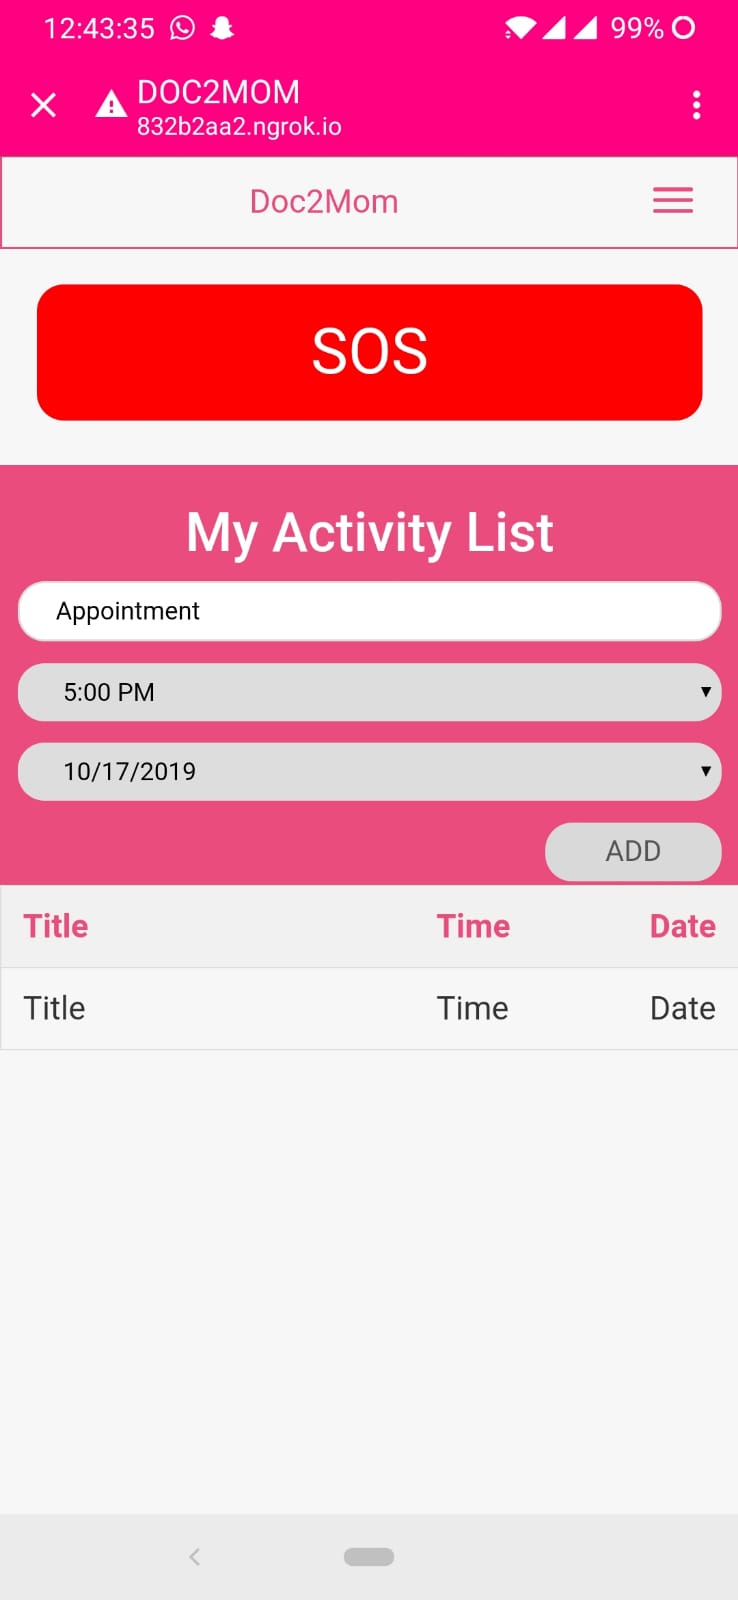 12:43:35 99%
DOC2MOM
832b2aa2.ngrok.io
Doc2Mom
SOS
My Activity List
Appointment
5:00 PM
10/17/2019
ADD
Title Time Date
Title Time Date